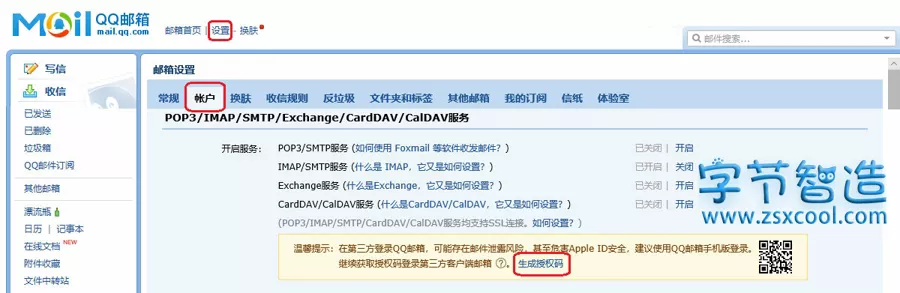 Mail QQ邮箱
mail.qq.com
邮箱首页 | 设置 - 换肤
邮件搜索...
写信
收信
已发送
已删除
垃圾箱
QQ邮件订阅
其他邮箱
漂流瓶
日历 | 记事本
在线文档 NEW
附件收藏
文件中转站
邮箱设置
常规 帐户 换肤 收信规则 反垃圾 文件夹和标签 其他邮箱 我的订阅 信纸 体验室
POP3/IMAP/SMTP/Exchange/CardDAV/CalDAV服务
开启服务： POP3/SMTP服务 (如何使用 Foxmail 等软件收发邮件？) 已关闭 | 开启
IMAP/SMTP服务 (什么是 IMAP，它又是如何设置？) 已开启 | 关闭
Exchange服务 (什么是Exchange，它又是如何设置？) 已关闭 | 开启
CardDAV/CalDAV服务 (什么是CardDAV/CalDAV，它又是如何设置？) 已关闭 | 开启
(POP3/IMAP/SMTP/CardDAV/CalDAV服务均支持SSL连接。如何设置？)
温馨提示：在第三方登录QQ邮箱，可能存在邮件泄露风险，甚至危害Apple ID安全，建议使用QQ邮箱手机版登录。
继续获取授权码登录第三方客户端邮箱 ? 。生成授权码
字节智造
www.zsxcool.com